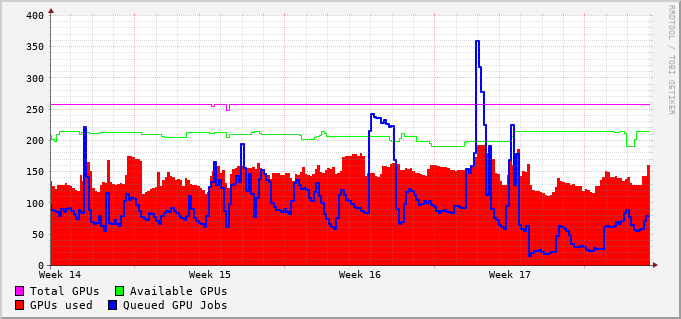 400
350
300
250
200
150
100
50
0
Week 14 Week 15 Week 16 Week 17
Total GPUs Available GPUs
GPUs used Queued GPU Jobs
RRDTOOL / TOBI OETIKER